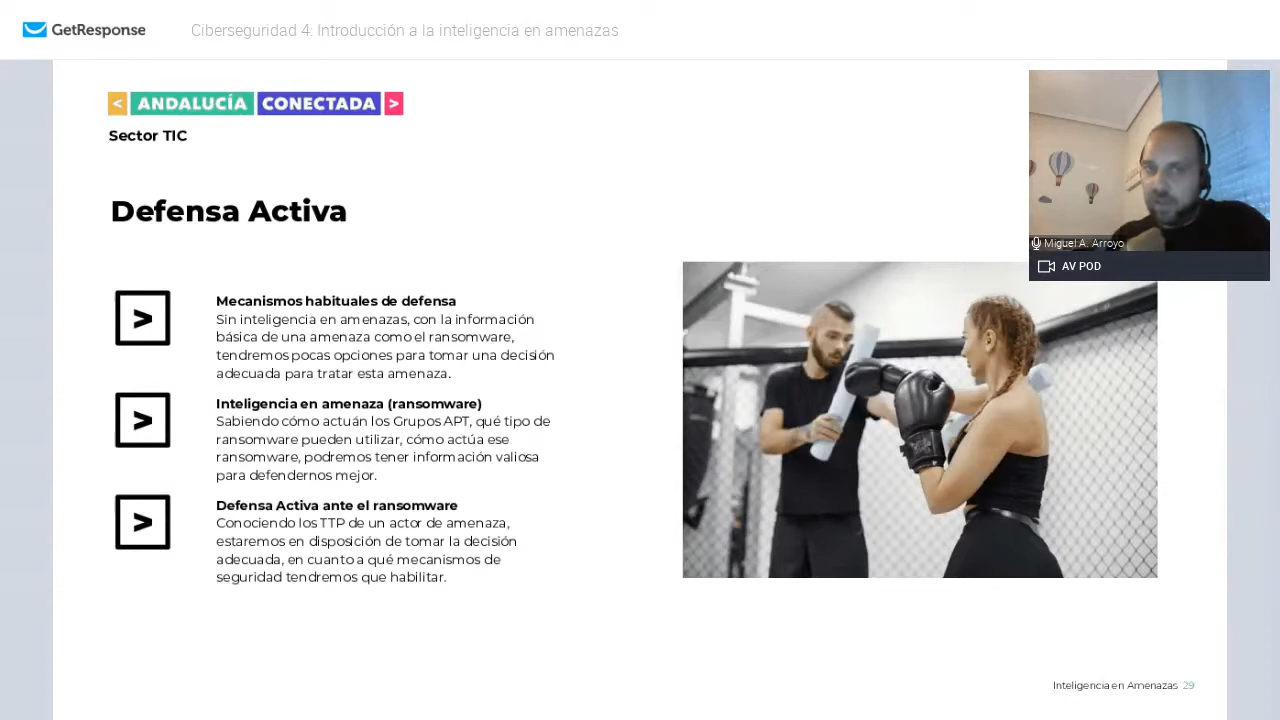 GetResponse
Ciberseguridad 4: Introducción a la inteligencia en amenazas
< ANDALUCÍA CONECTADA >
Sector TIC
Defensa Activa
>
Mecanismos habituales de defensa
Sin inteligencia en amenazas, con la información
básica de una amenaza como el ransomware,
tendremos pocas opciones para tomar una decisión
adecuada para tratar esta amenaza.
>
Inteligencia en amenaza (ransomware)
Sabiendo cómo actúan los Grupos APT, qué tipo de
ransomware pueden utilizar, cómo actúa ese
ransomware, podremos tener información valiosa
para defendernos mejor.
>
Defensa Activa ante el ransomware
Conociendo los TTP de un actor de amenaza,
estaremos en disposición de tomar la decisión
adecuada, en cuanto a qué mecanismos de
seguridad tendremos que habilitar.
Miguel A. Arroyo
AV POD
Inteligencia en Amenazas 29